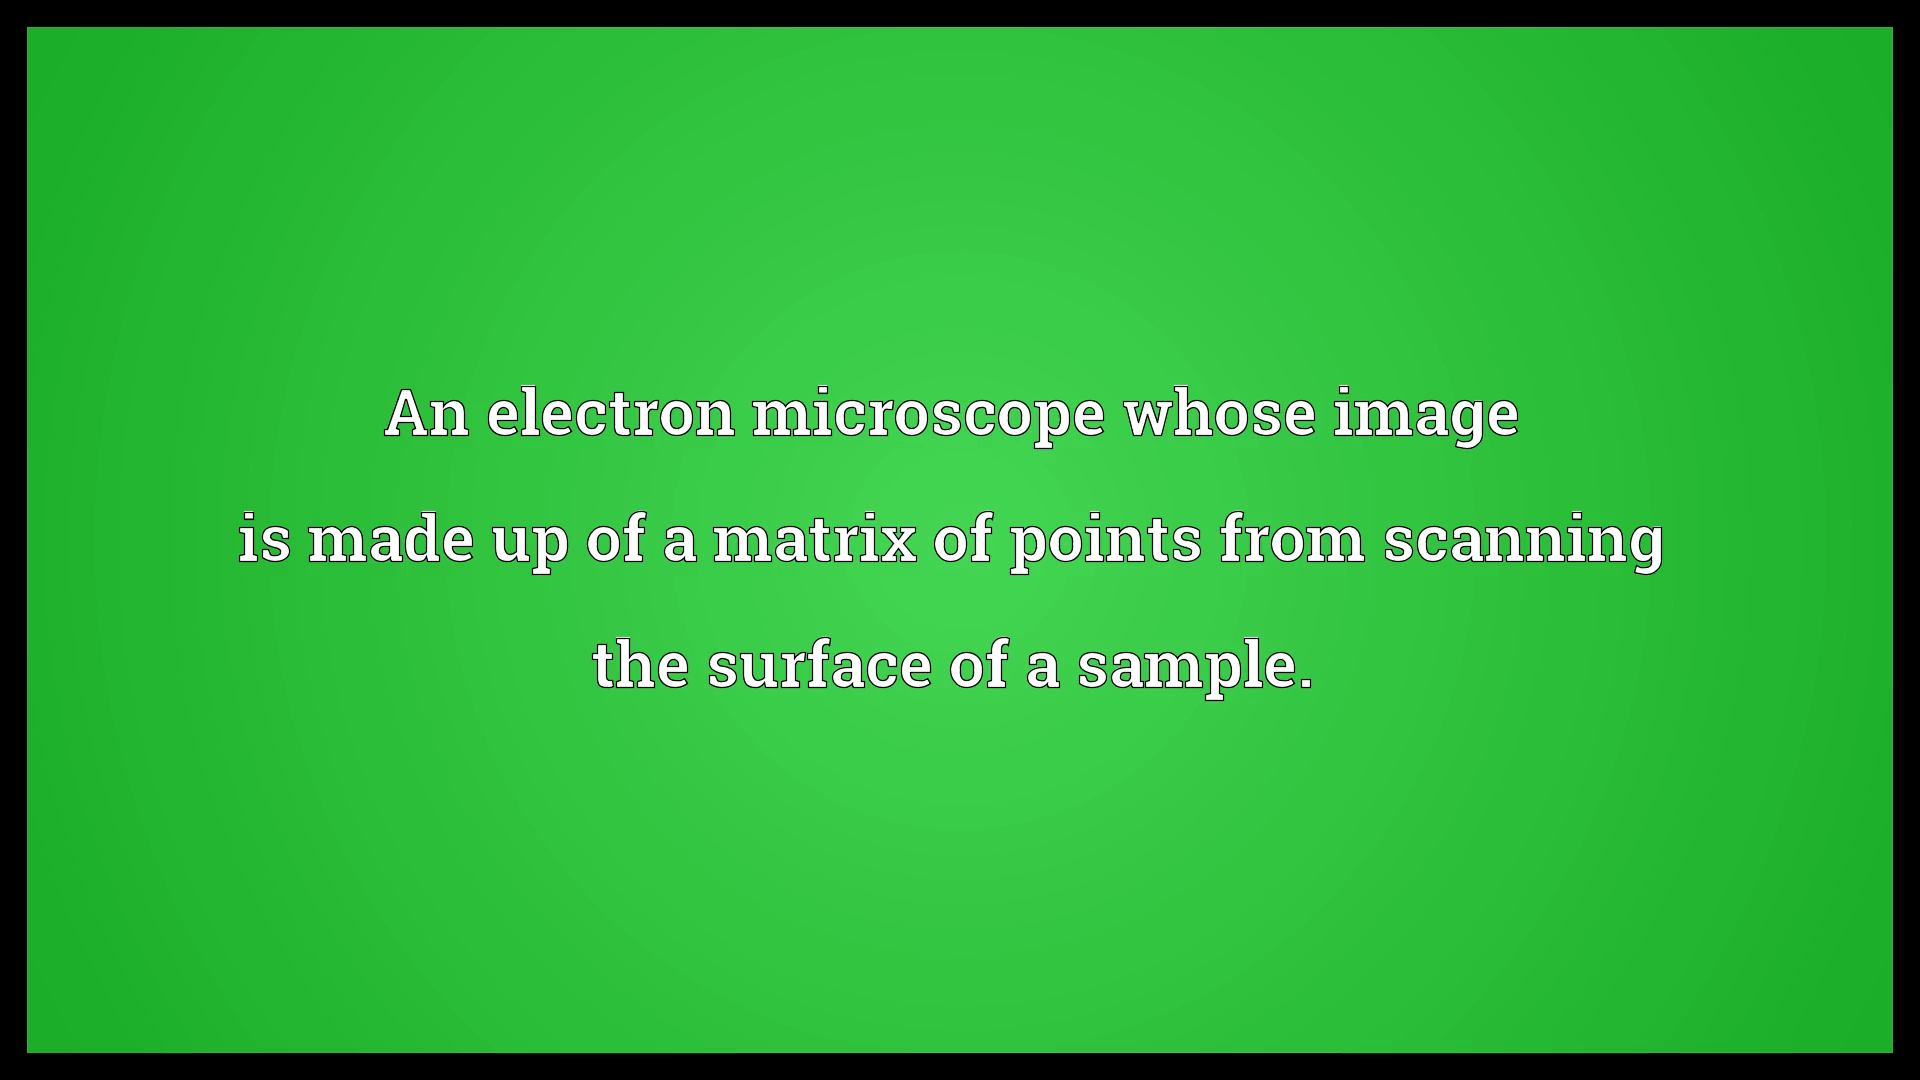 An electron microscope whose image
is made up of a matrix of points from scanning
the surface of a sample.